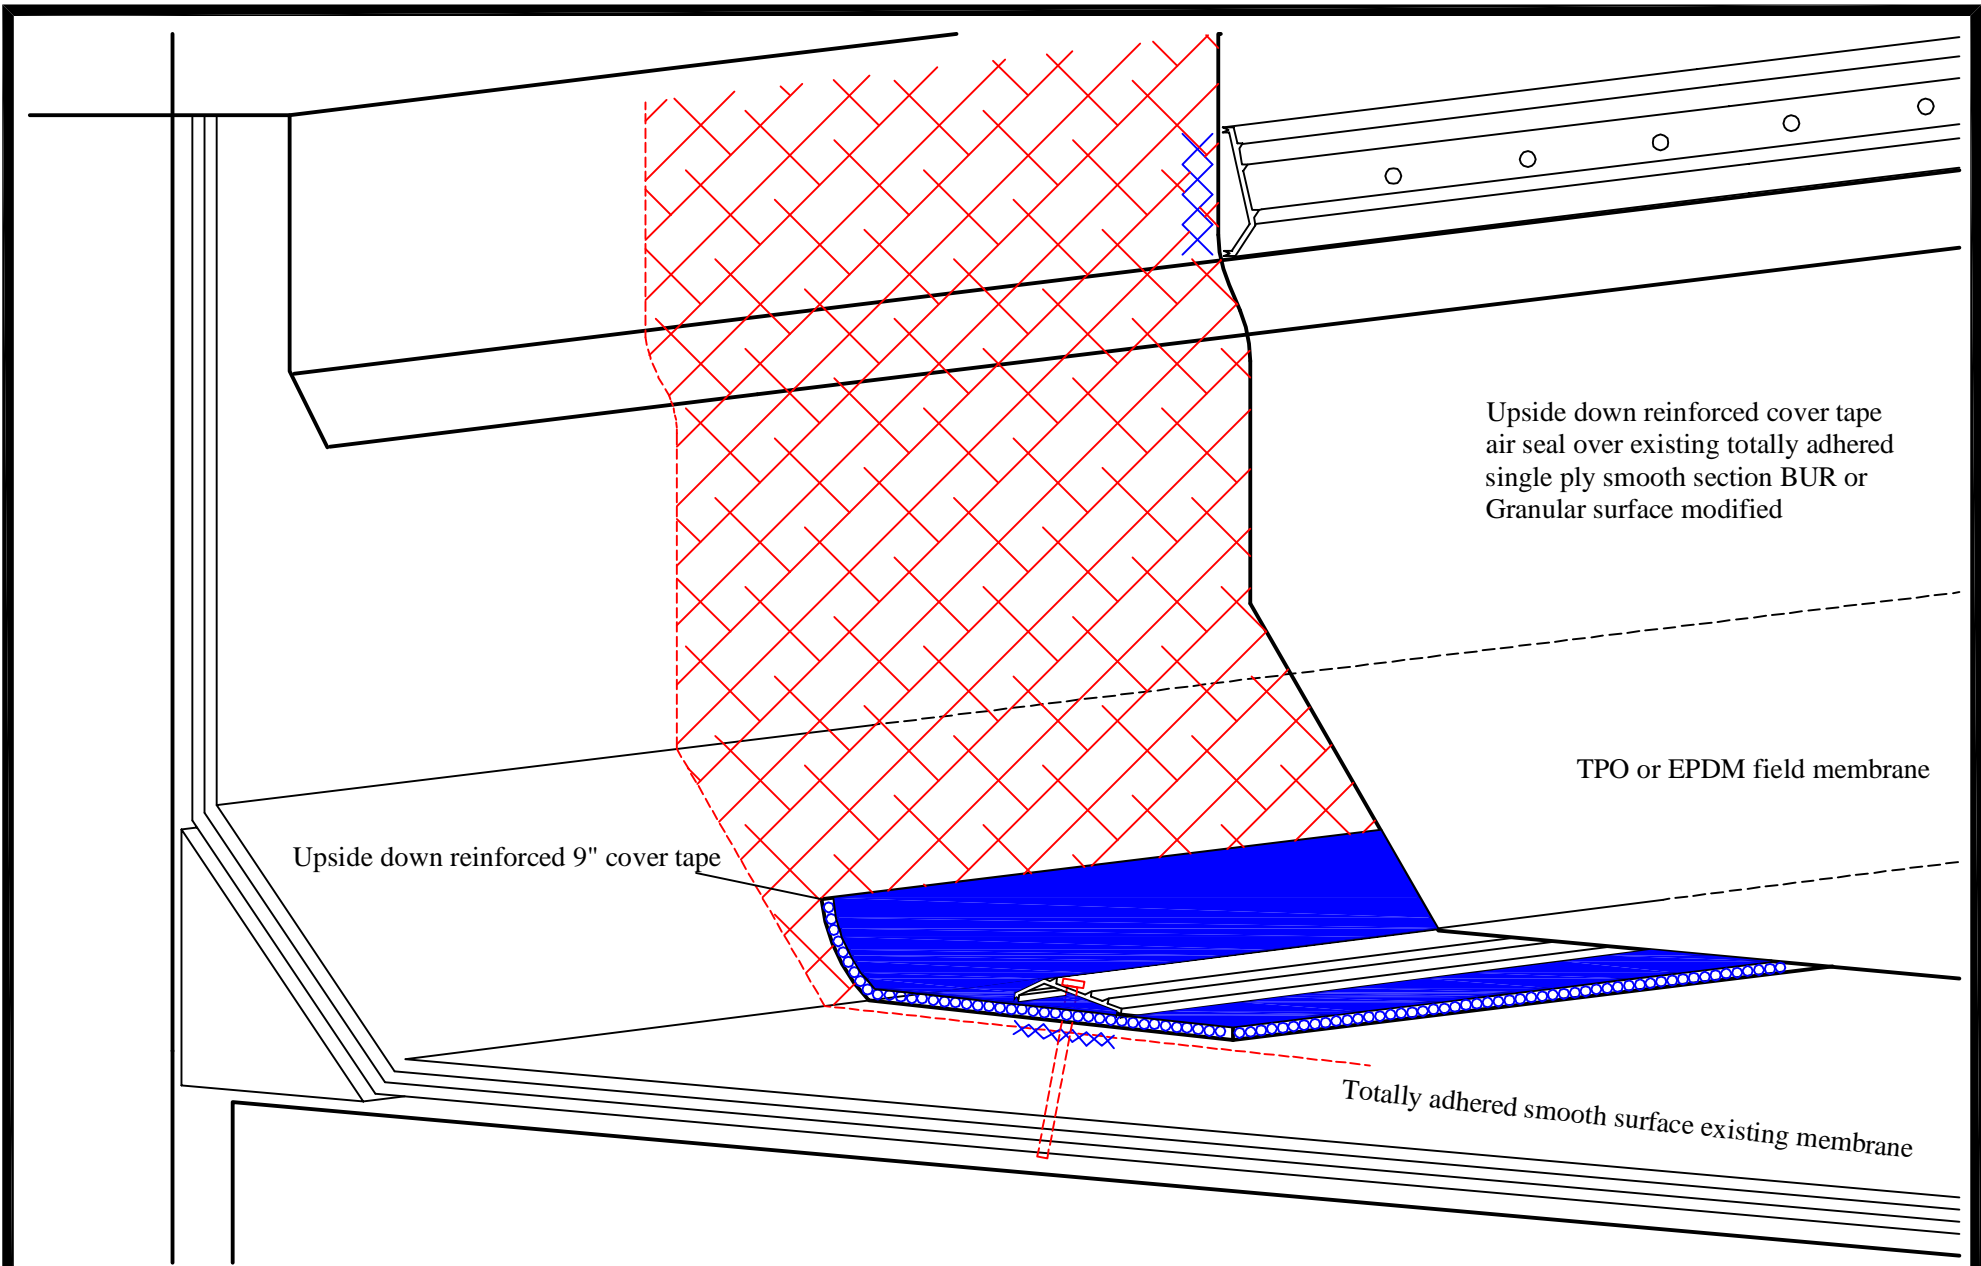 Upside down reinforced cover tape
air seal over existing totally adhered
single ply smooth section BUR or
Granular surface modified
TPO or EPDM field membrane
Upside down reinforced 9" cover tape
Totally adhered smooth surface existing membrane